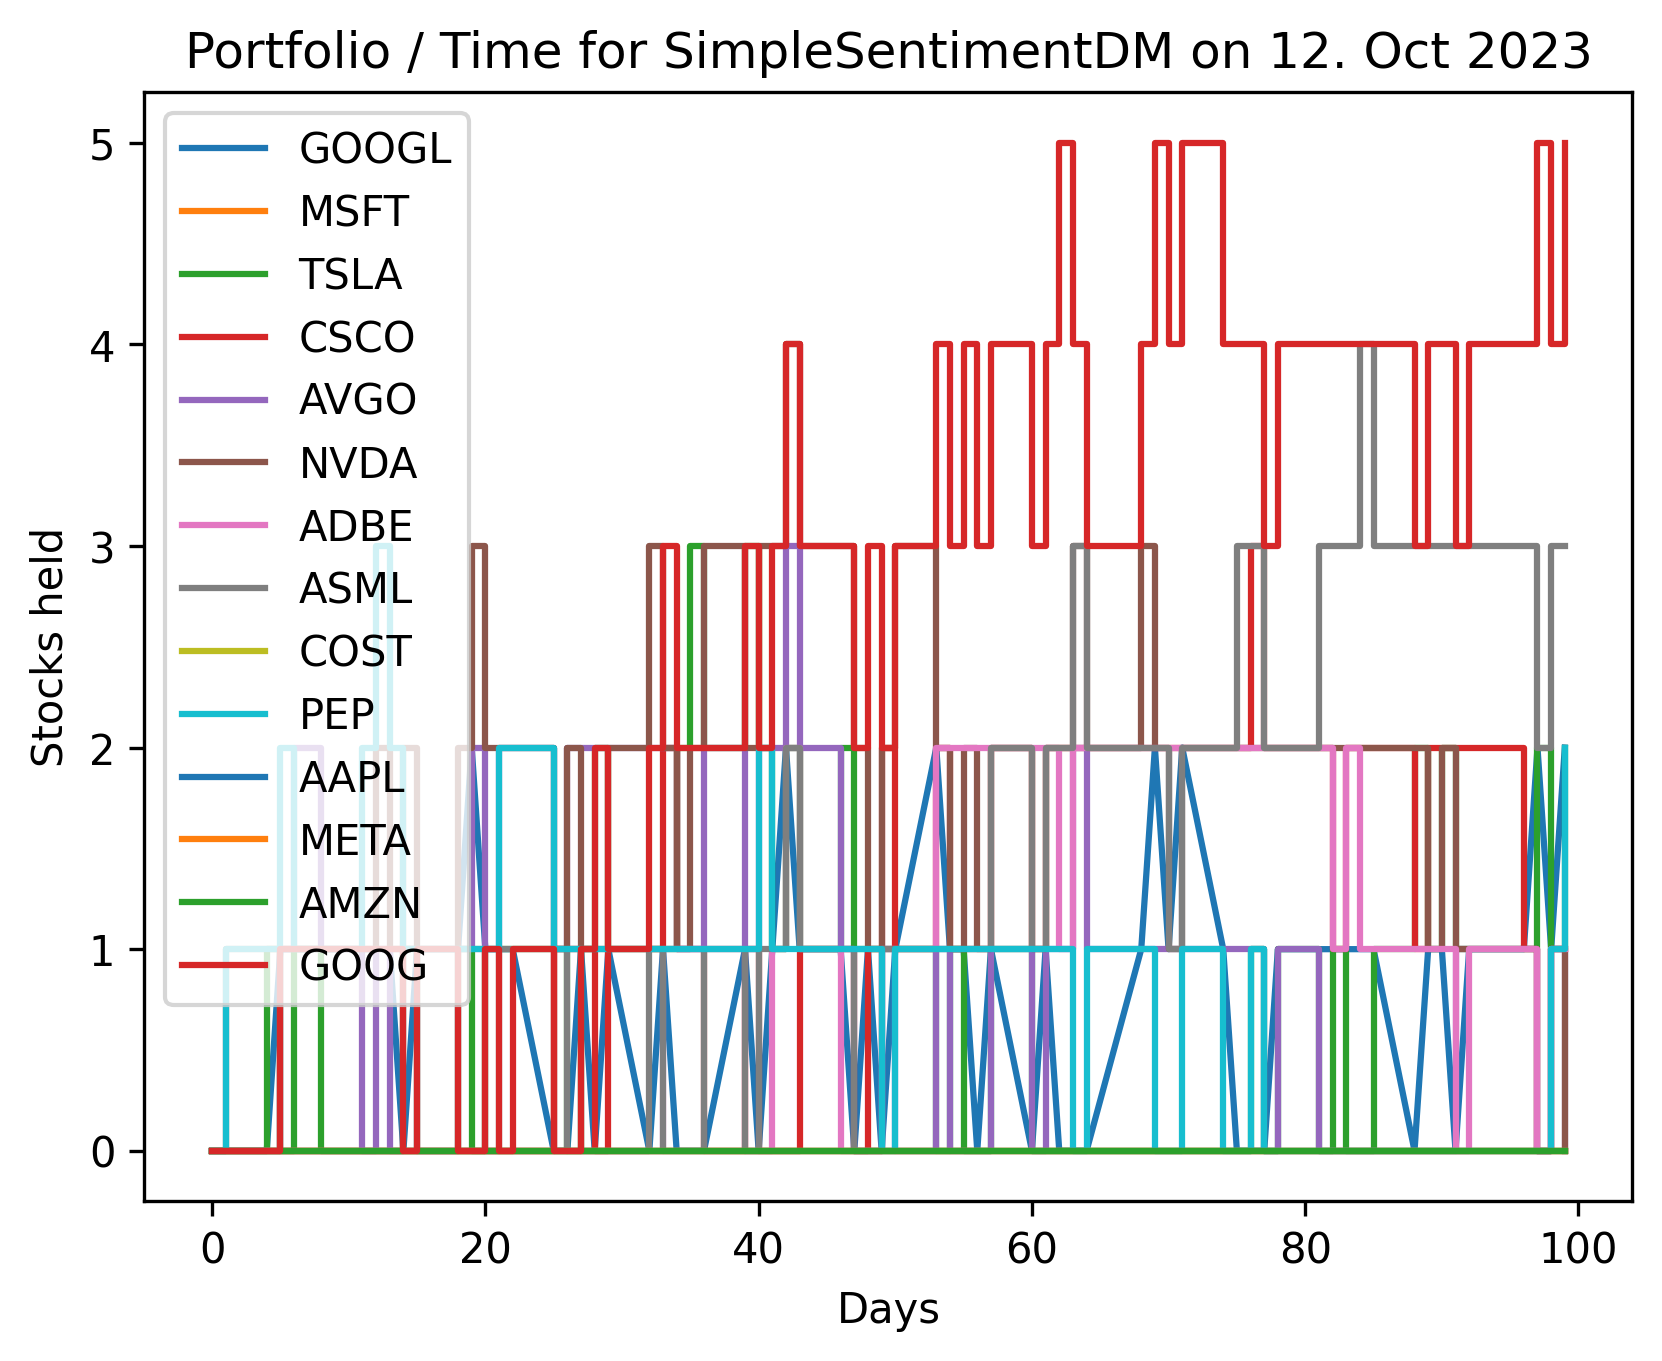 Portfolio / Time for SimpleSentimentDM on 12. Oct 2023
5
4
3
2
1
0
Stocks held
GOOGL
MSFT
TSLA
CSCO
AVGO
NVDA
ADBE
ASML
COST
PEP
AAPL
META
AMZN
GOOG
0 20 40 60 80 100
Days